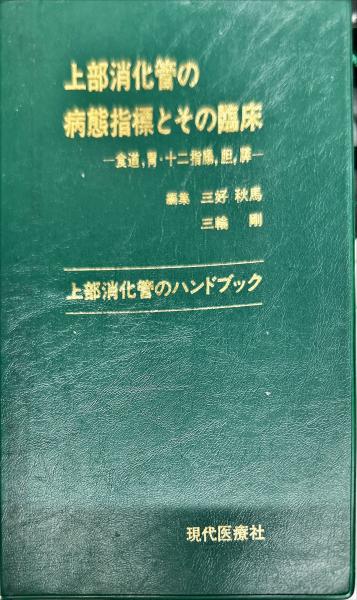 上部消化管の
病態指標とその臨床
—食道,胃・十二指腸,胆,膵—
編集 三好 秋馬
三輪 剛
上部消化管のハンドブック
現代医療社